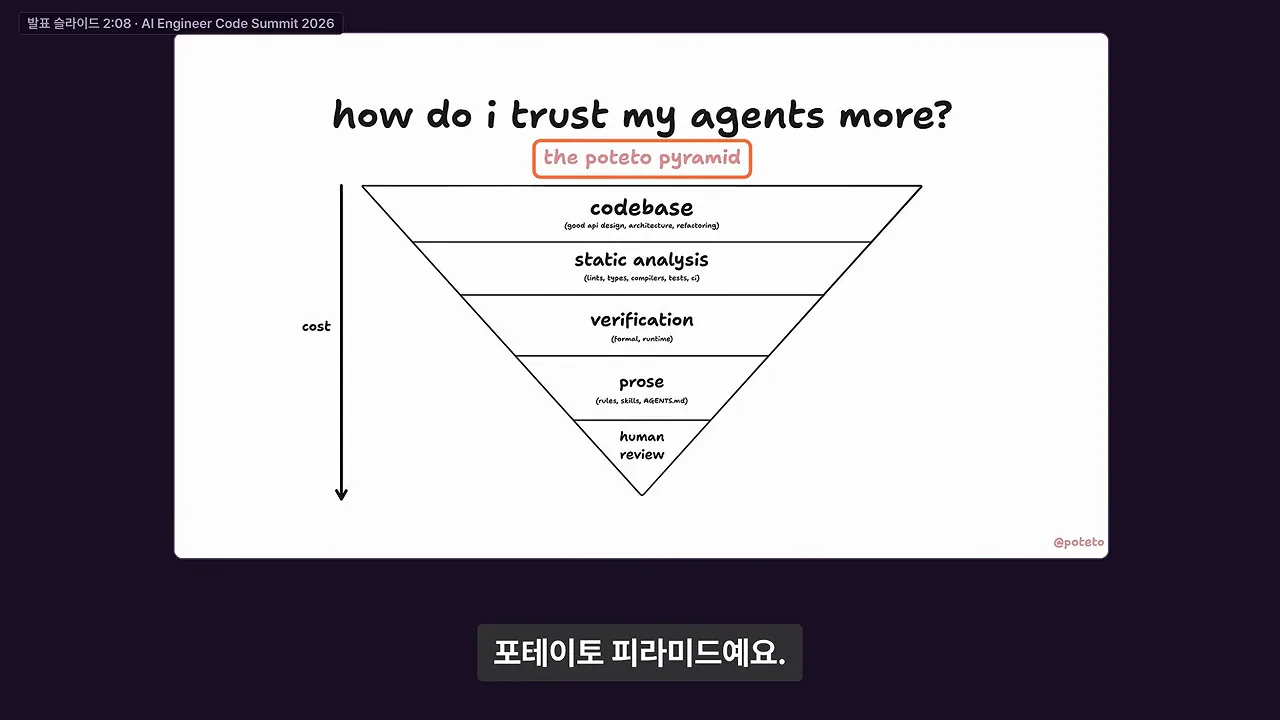 발표 슬라이드 2:08 · AI Engineer Code Summit 2026
how do i trust my agents more?
the poteto pyramid
codebase
(good api design, architecture, refactoring)
static analysis
(lints, types, compilers, tests, ci)
verification
(formal, runtime)
cost
prose
(rules, skills, AGENTS.md)
human
review
@poteto
포테이토 피라미드예요.